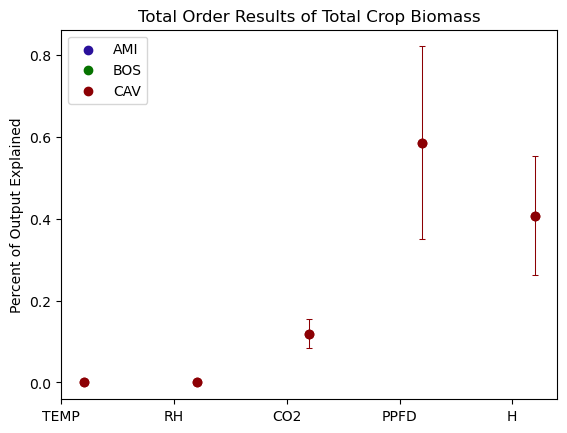 Total Order Results of Total Crop Biomass
AMI
BOS
CAV
Percent of Output Explained
0.8
0.6
0.4
0.2
0.0
TEMP RH CO2 PPFD H